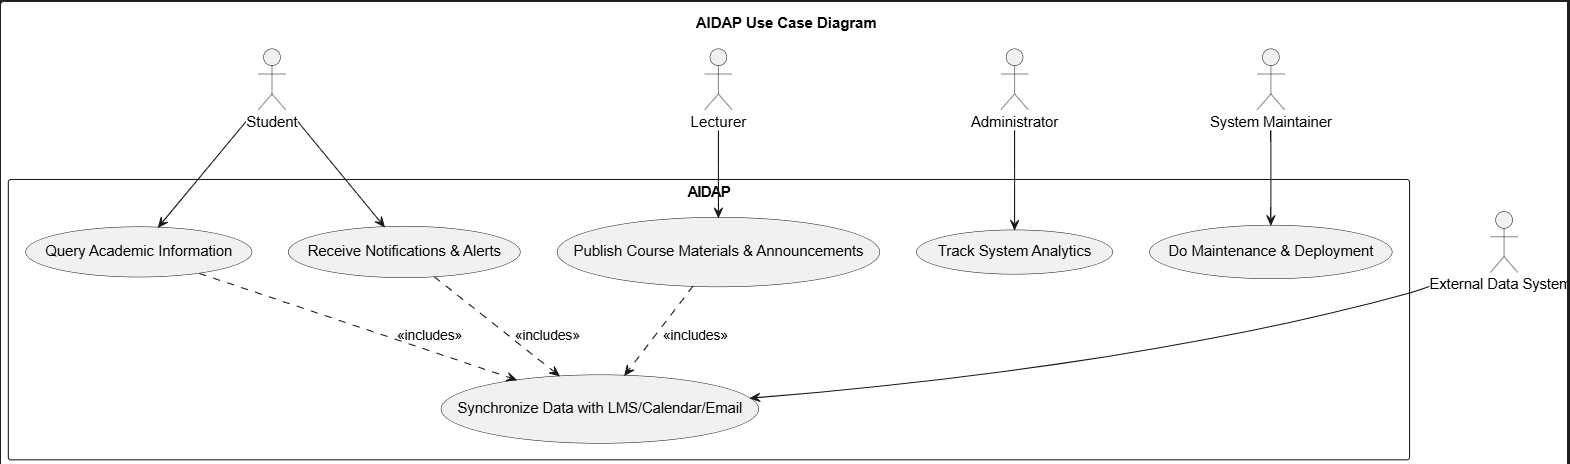 AIDAP Use Case Diagram
Student
Lecturer
Administrator
System Maintainer
AIDAP
Query Academic Information
Receive Notifications & Alerts
Publish Course Materials & Announcements
Track System Analytics
Do Maintenance & Deployment
External Data System
«includes»
«includes»
«includes»
Synchronize Data with LMS/Calendar/Email